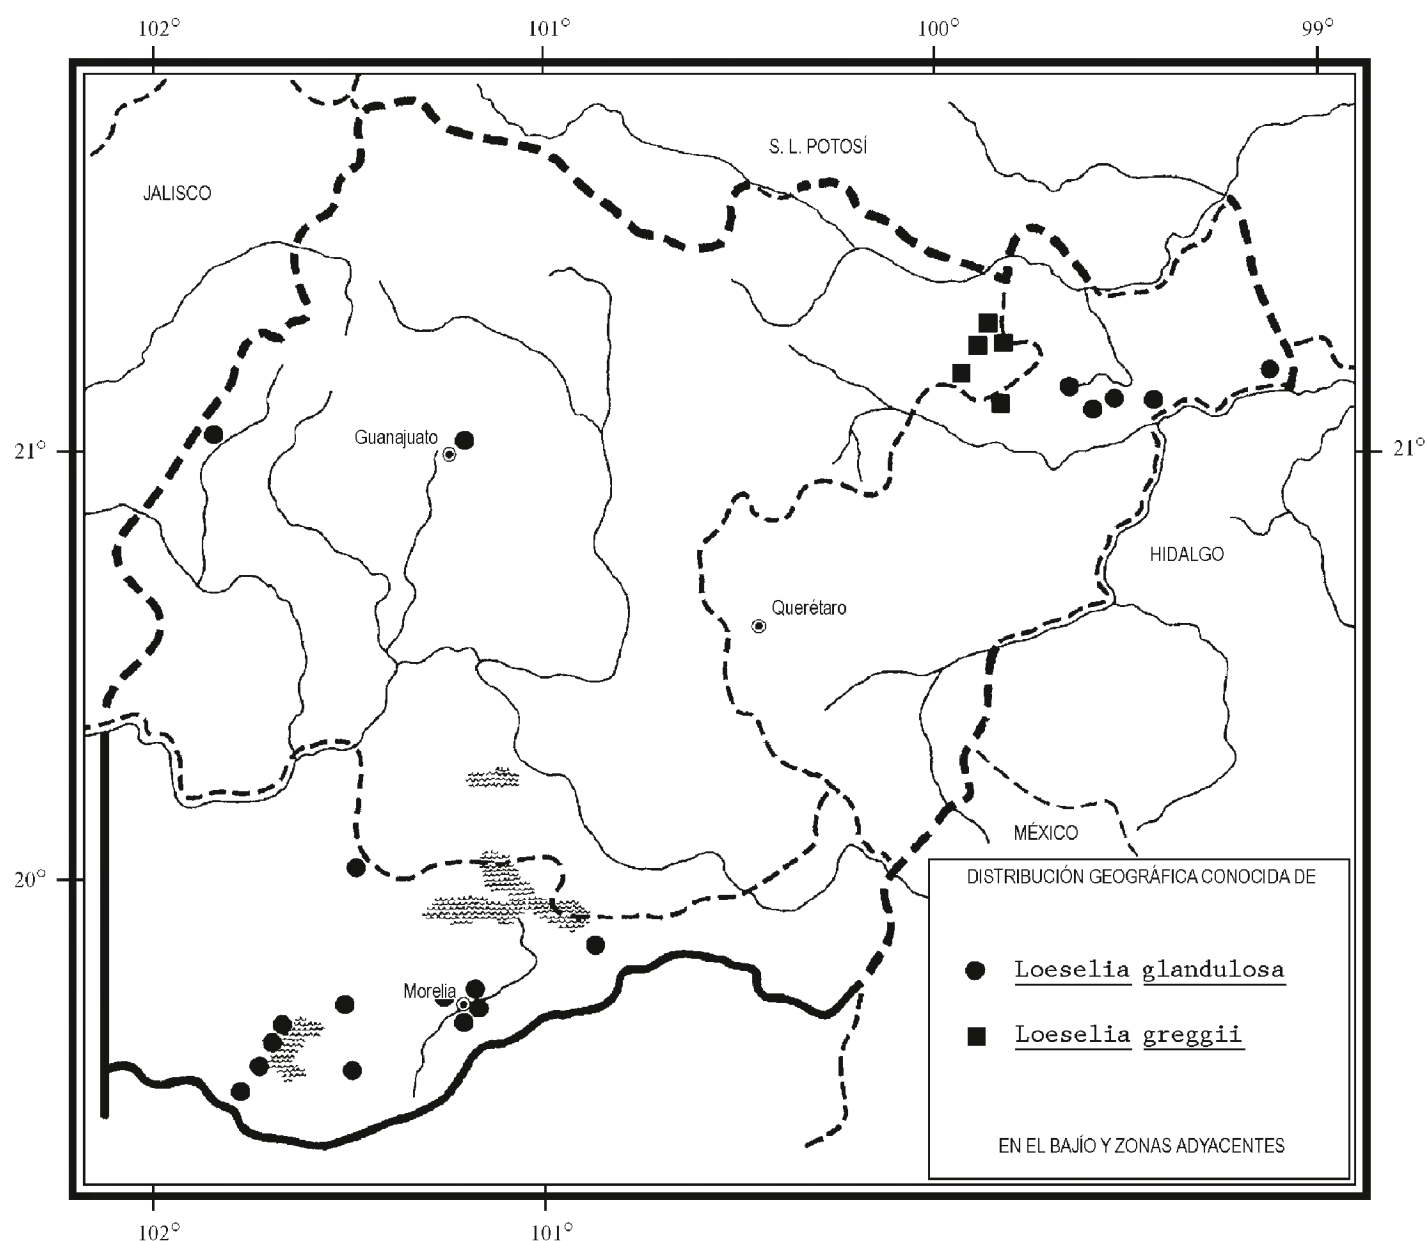 102° 101° 100° 99°
S. L. POTOSÍ
JALISCO
Guanajuato
21° 21°
HIDALGO
Querétaro
MÉXICO
20°
DISTRIBUCIÓN GEOGRÁFICA CONOCIDA DE
Loeselia glandulosa
Morelia
Loeselia greggii
EN EL BAJÍO Y ZONAS ADYACENTES
102° 101°